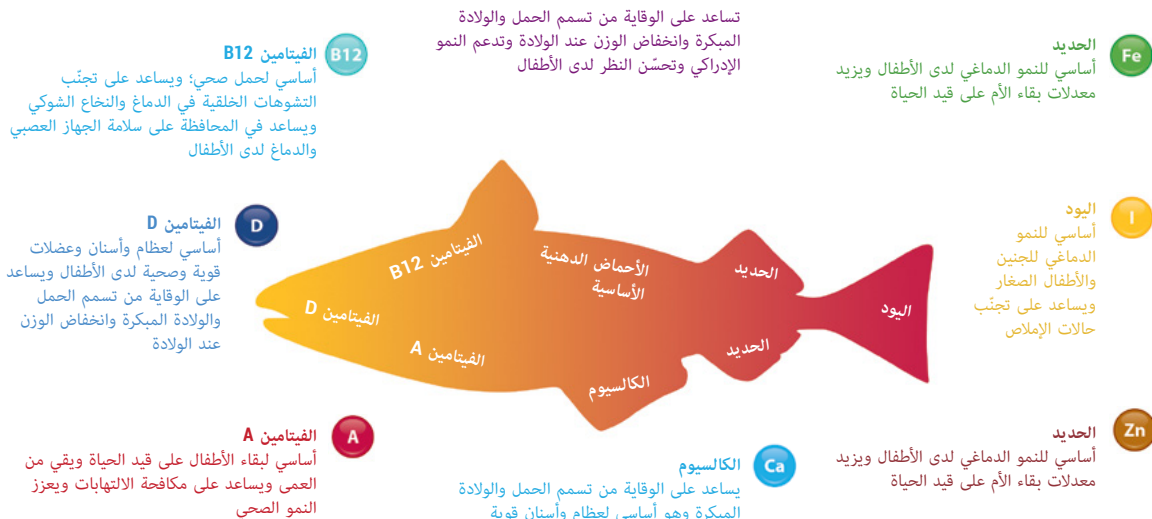 تساعد على الوقاية من تسمم الحمل والولادة
المبكرة وانخفاض الوزن عند الولادة وتدعم النمو
الإدراكي وتحسّن النظر لدى الأطفال
Fe
الحديد
أساسي للنمو الدماغي لدى الأطفال ويزيد
معدلات بقاء الأم على قيد الحياة
B12
الفيتامين B12
أساسي لحمل صحي؛ ويساعد على تجنّب
التشوهات الخلقية في الدماغ والنخاع الشوكي
ويساعد في المحافظة على سلامة الجهاز العصبي
والدماغ لدى الأطفال
I
اليود
أساسي للنمو
الدماغي للجنين
والأطفال الصغار
ويساعد على تجنّب
حالات الإملاص
D
الفيتامين D
أساسي لعظام وأسنان وعضلات
قوية وصحية لدى الأطفال ويساعد
على الوقاية من تسمم الحمل
والولادة المبكرة وانخفاض الوزن
عند الولادة
اليود
الحديد
الحديد
الأحماض الدهنية
الأساسية
الكالسيوم
الفيتامين B12
الفيتامين D
الفيتامين A
Zn
الحديد
أساسي للنمو الدماغي لدى الأطفال ويزيد
معدلات بقاء الأم على قيد الحياة
Ca
الكالسيوم
يساعد على الوقاية من تسمم الحمل والولادة
المبكرة وهو أساسي لعظام وأسنان قوية
A
الفيتامين A
أساسي لبقاء الأطفال على قيد الحياة ويقي من
العمى ويساعد على مكافحة الالتهابات ويعزز
النمو الصحي